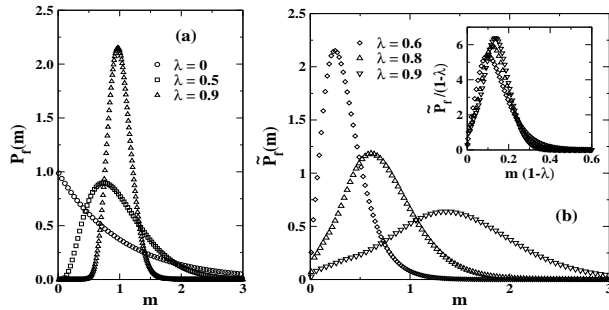 (a)
λ = 0
λ = 0.5
λ = 0.9
P_f(m)
2.5
2.0
1.5
1.0
0.5
0.0
0 1 2 3
m
λ = 0.6
λ = 0.8
λ = 0.9
P̃_f(m)
2.5
2
1.5
1
0.5
0
0 1 2 3
m
(b)
P̃_f/(1-λ)
6
4
2
0
0 0.2 0.4 0.6
m (1-λ)